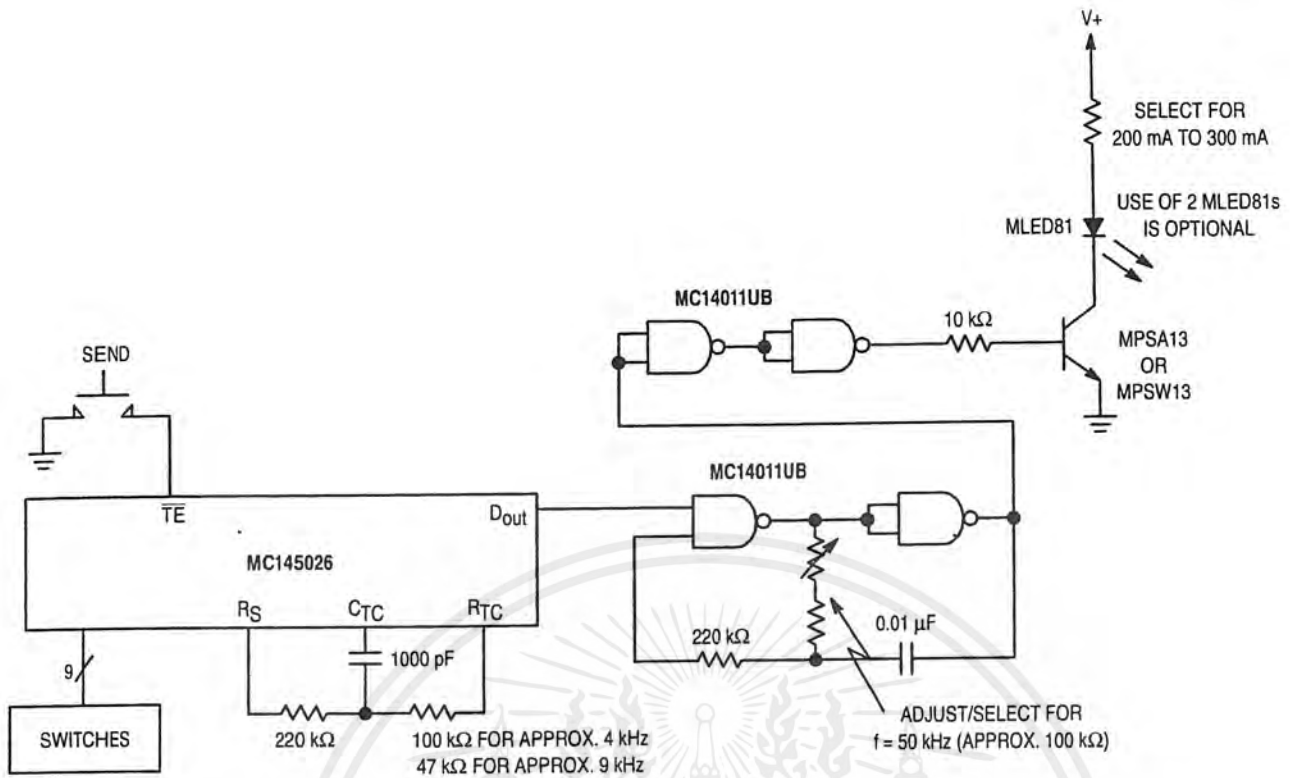 V+
SELECT FOR
200 mA TO 300 mA
MLED81
USE OF 2 MLED81s
IS OPTIONAL
MC14011UB
10 kΩ
MPSA13
OR
MPSW13
SEND
MC14011UB
TE
Dout
MC145026
RS
CTC
RTC
9
1000 pF
220 kΩ
0.01 µF
SWITCHES
220 kΩ
100 kΩ FOR APPROX. 4 kHz
47 kΩ FOR APPROX. 9 kHz
ADJUST/SELECT FOR
f = 50 kHz (APPROX. 100 kΩ)